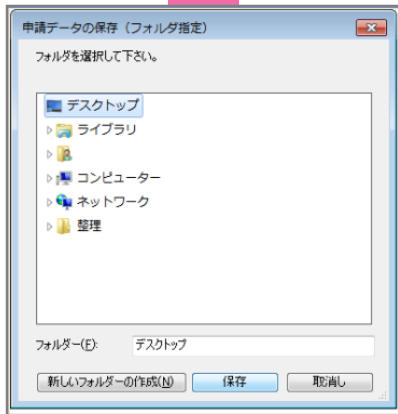 申請データの保存（フォルダ指定）
フォルダを選択して下さい。
デスクトップ
ライブラリ
コンピューター
ネットワーク
整理
フォルダー(F): デスクトップ
新しいフォルダーの作成(N) 保存 取消し